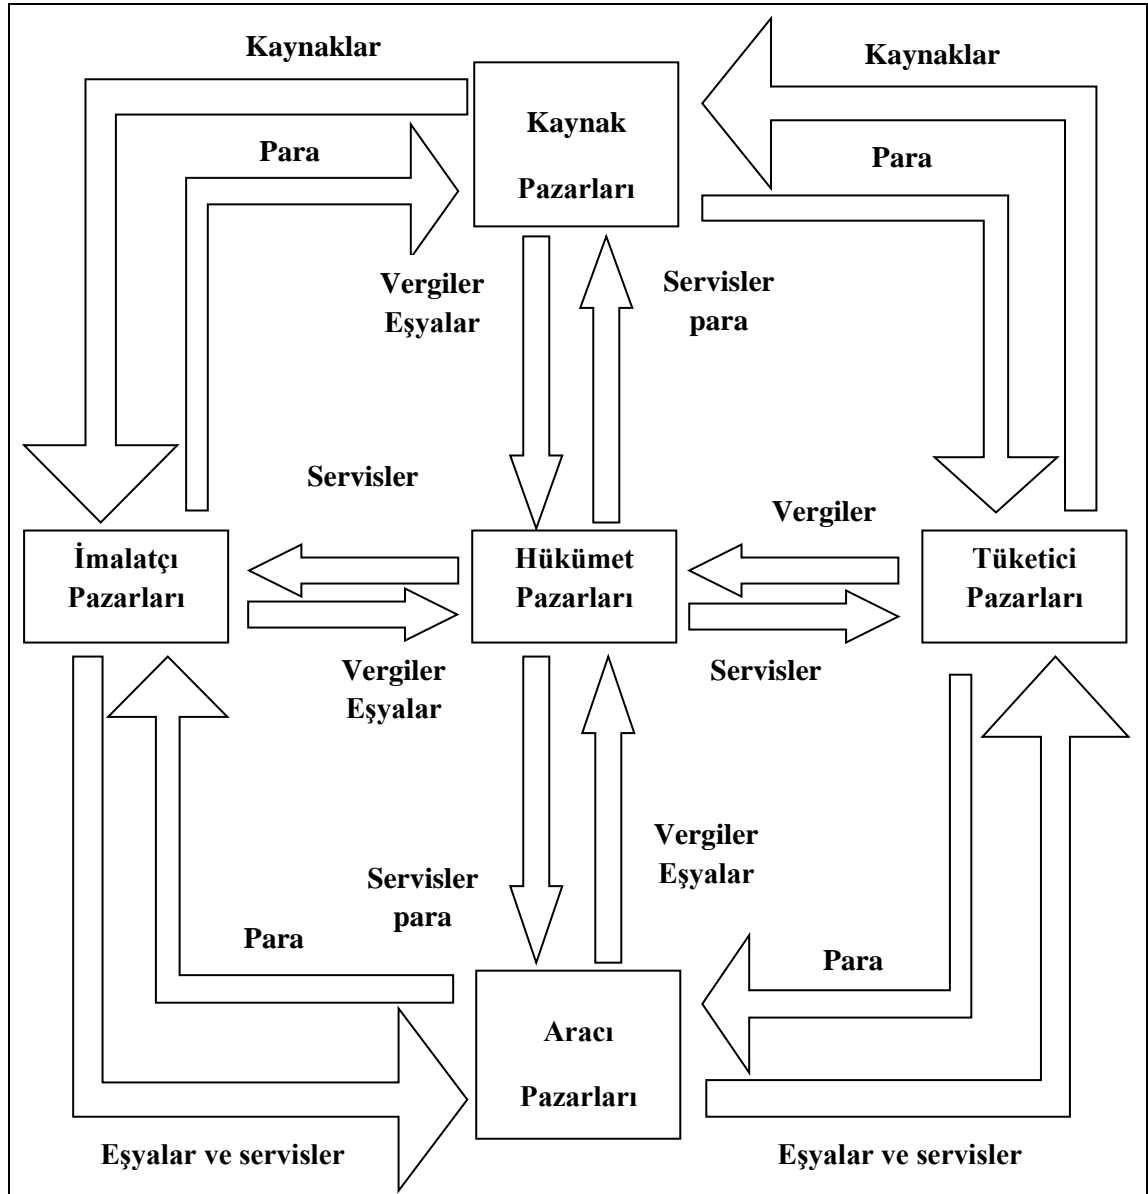 Kaynaklar
Kaynaklar
Kaynak
Pazarları
Para
Para
Vergiler
Eşyalar
Servisler
para
Servisler
Vergiler
İmalatçı
Pazarları
Hükümet
Pazarları
Tüketici
Pazarları
Vergiler
Eşyalar
Servisler
Vergiler
Eşyalar
Servisler
para
Para
Para
Aracı
Pazarları
Eşyalar ve servisler
Eşyalar ve servisler